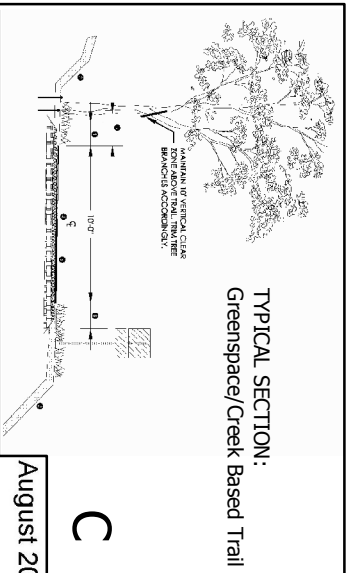 TYPICAL SECTION:
Greenspace/Creek Based Trail
MAINTAIN 10' VERTICAL CLEAR
ZONE ABOVE TRAIL. TRIM TREE
BRANCHES ACCORDINGLY.
10'-0"
C
August 20